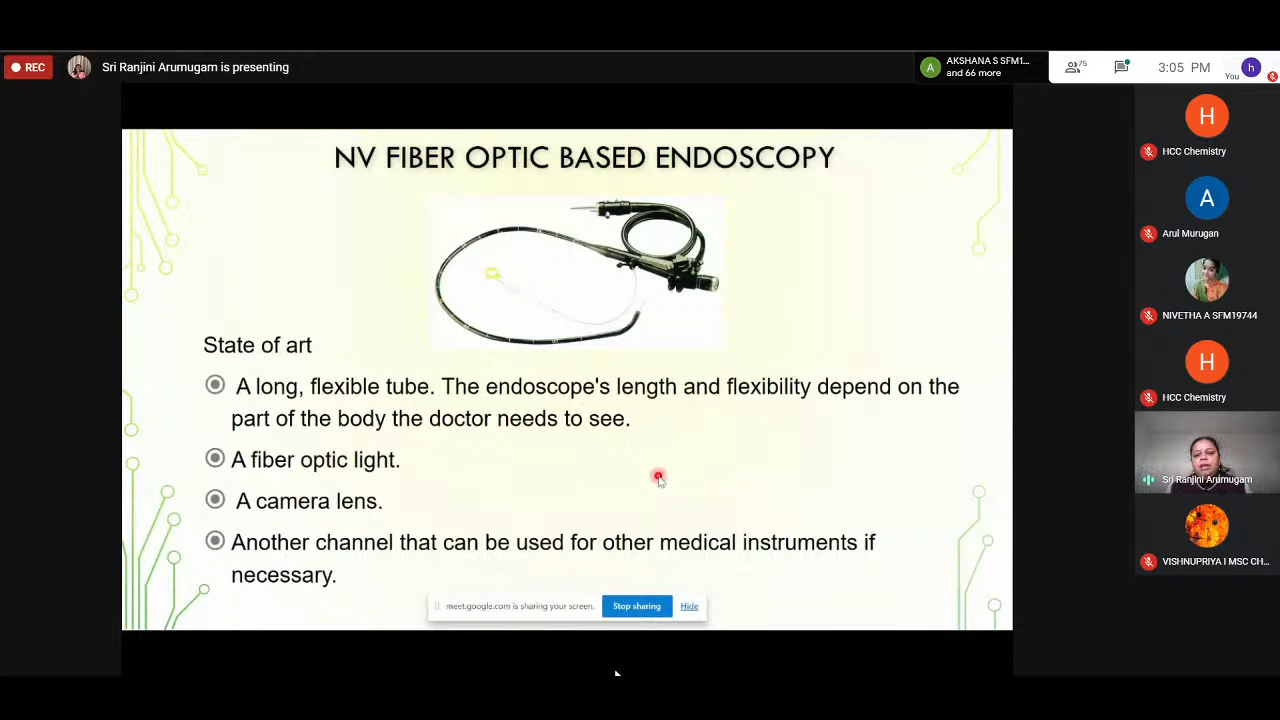 REC
Sri Ranjini Arumugam is presenting
A
AKSHANA S SFM1...
and 66 more
75
3:05 PM
You
h
NV FIBER OPTIC BASED ENDOSCOPY
State of art
A long, flexible tube. The endoscope's length and flexibility depend on the
part of the body the doctor needs to see.
A fiber optic light.
A camera lens.
Another channel that can be used for other medical instruments if
necessary.
meet.google.com is sharing your screen.
Stop sharing
Hide
H
HCC Chemistry
A
Arul Murugan
NIVETHA A SFM19744
H
HCC Chemistry
Sri Ranjini Arumugam
VISHNUPRIYA I MSC CH...